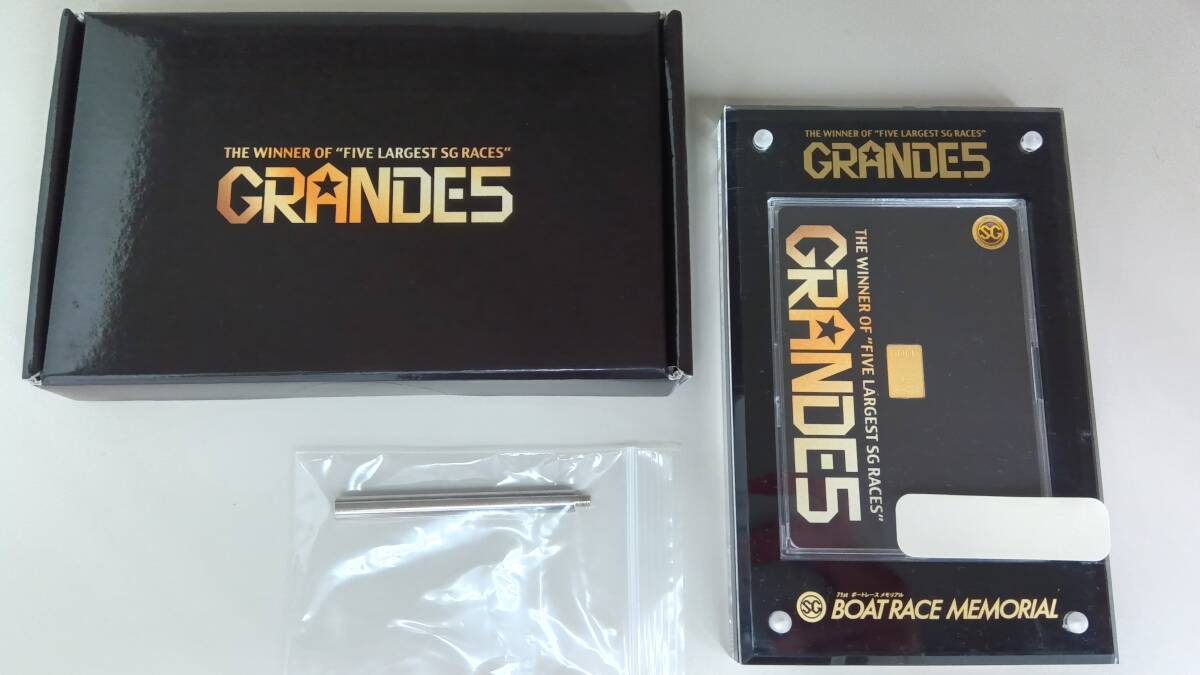 THE WINNER OF "FIVE LARGEST SG RACES"
GRANDE5
THE WINNER OF "FIVE LARGEST SG RACES"
GRANDE5
SG
THE WINNER OF "FIVE LARGEST SG RACES"
GRANDE5
71st ボートレース メモリアル
SG BOATRACE MEMORIAL